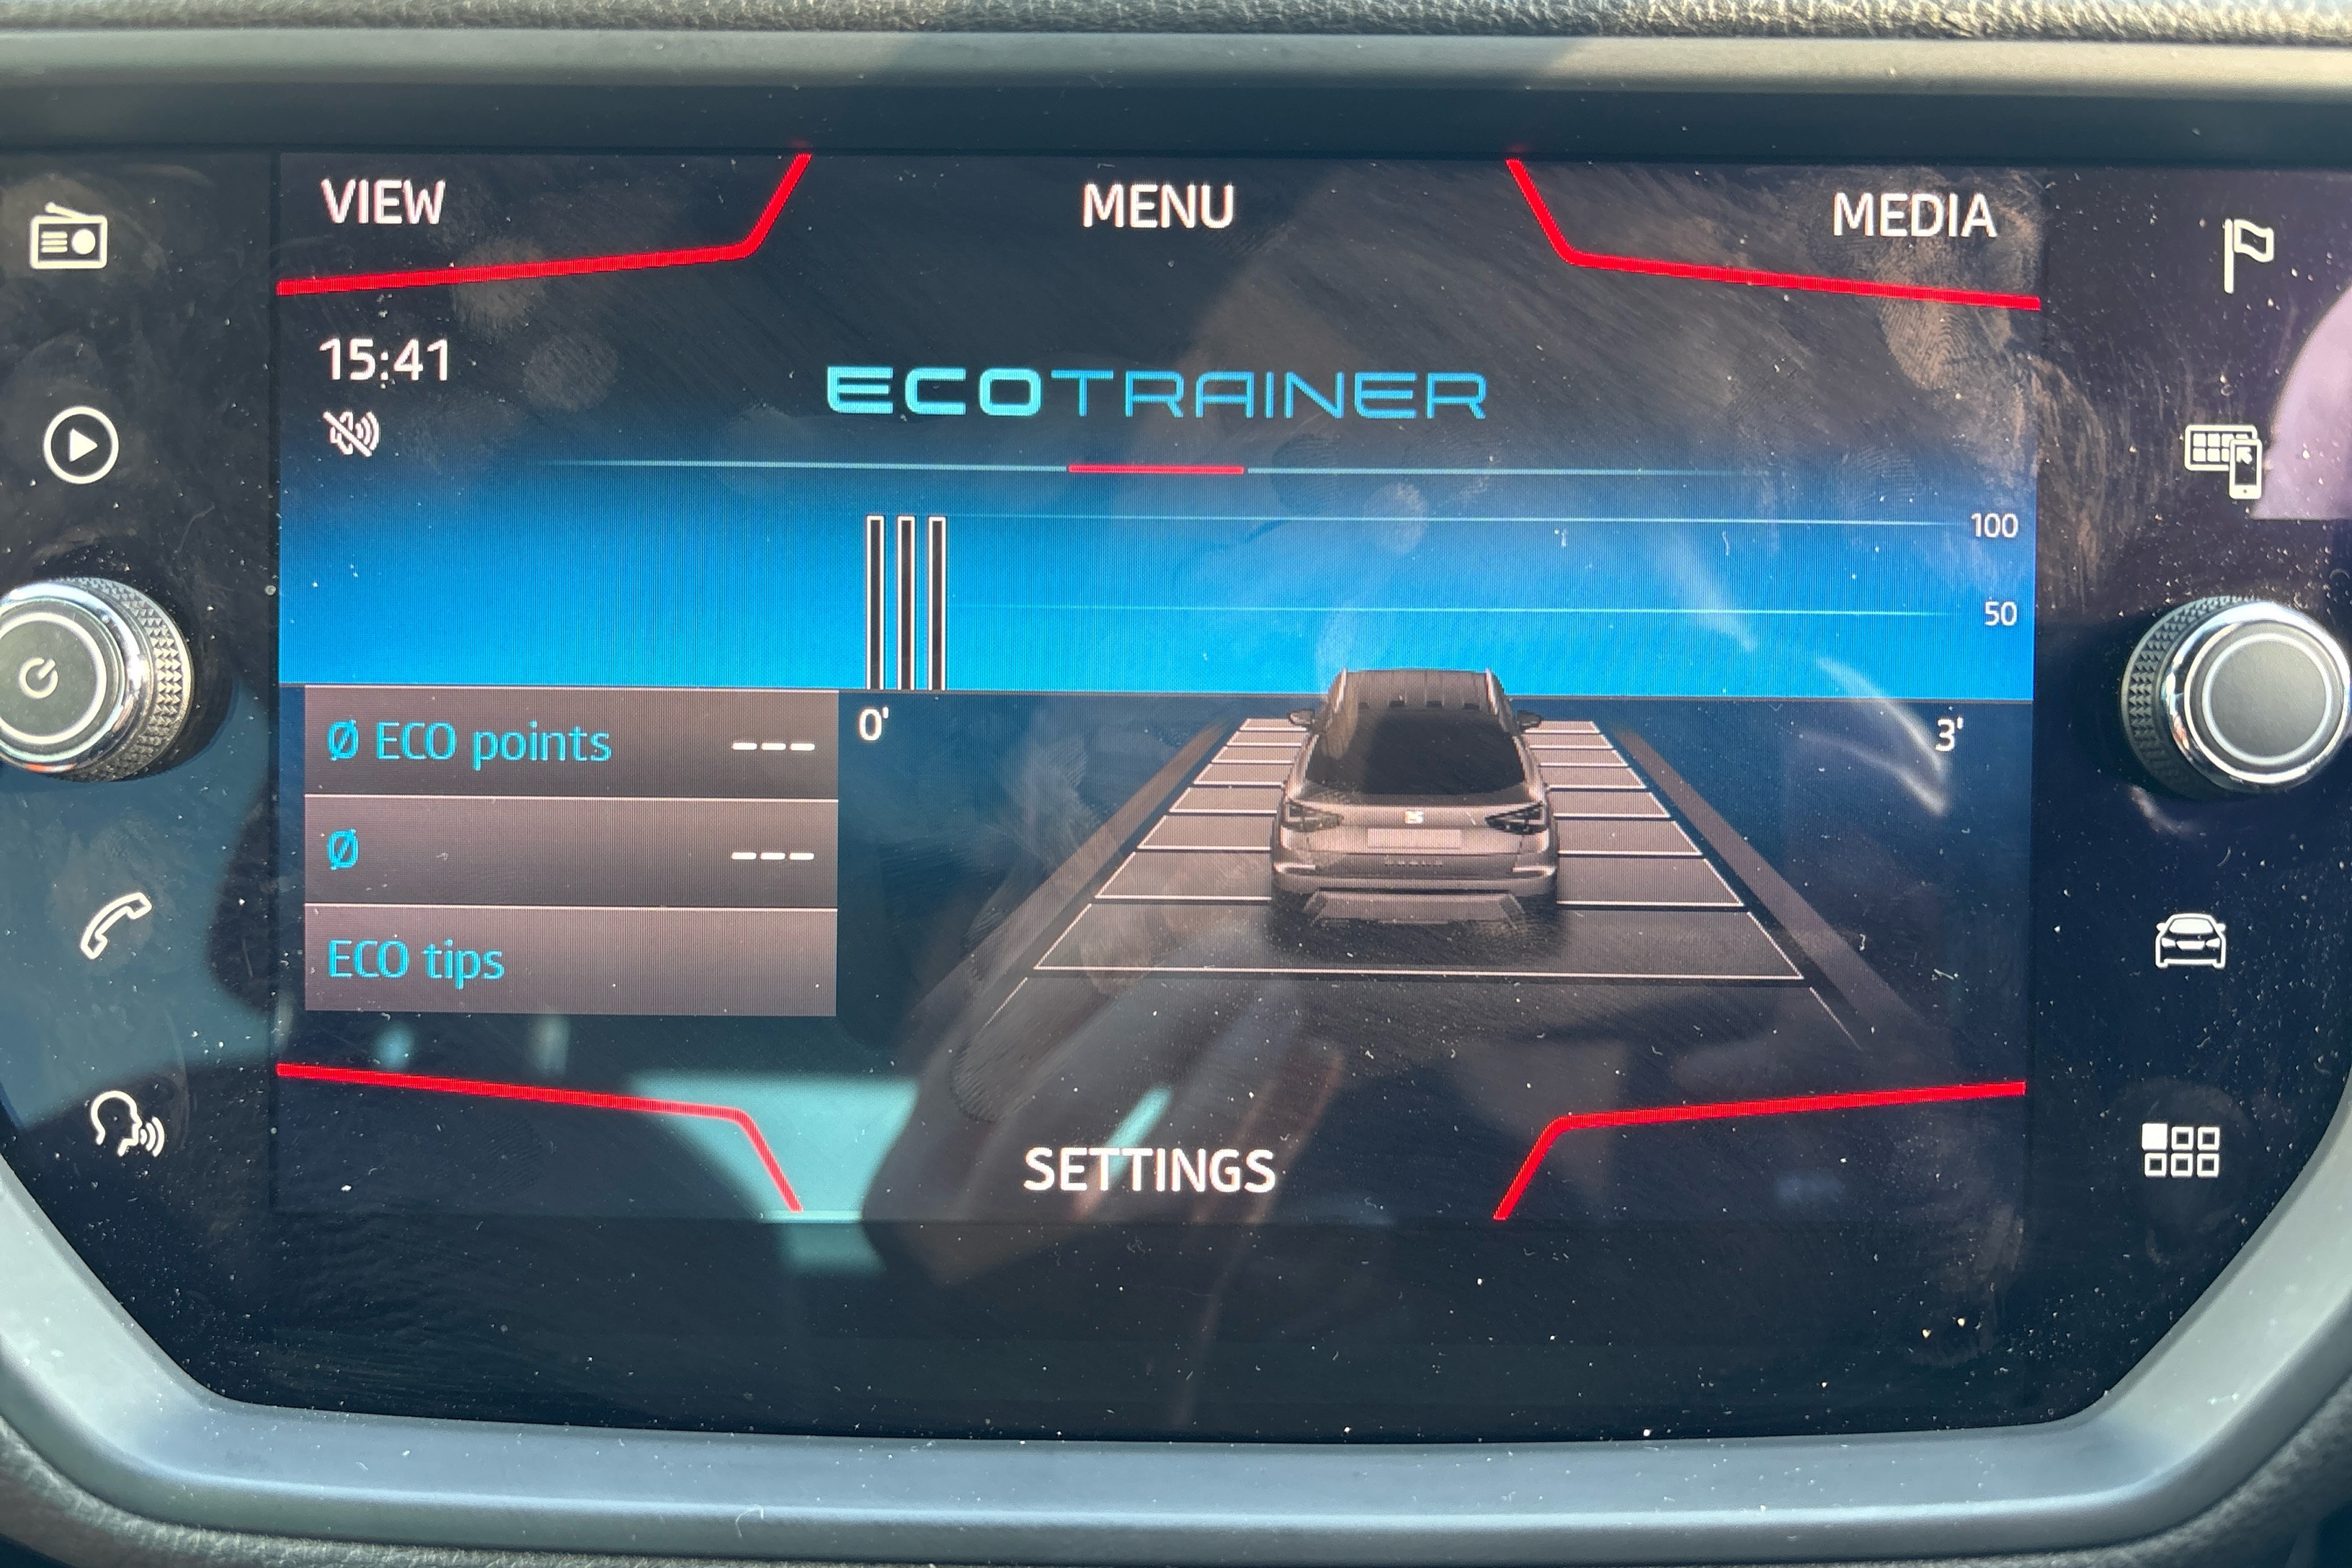 VIEW
MENU
MEDIA
15:41
ECOTRAINER
100
50
0'
3'
Ø ECO points ---
Ø ---
ECO tips
SETTINGS